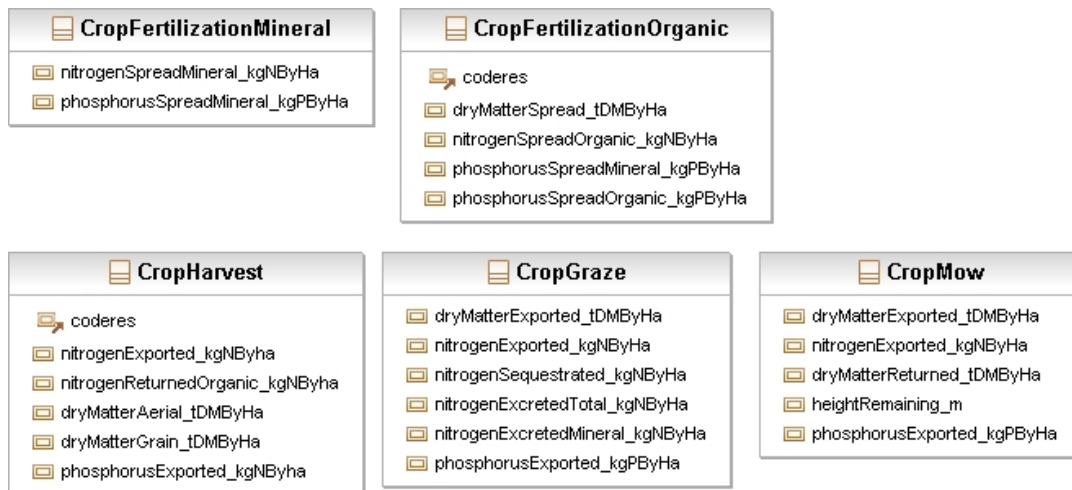 CropFertilizationMineral
nitrogenSpreadMineral_kgNByHa
phosphorusSpreadMineral_kgPByHa
CropFertilizationOrganic
coderes
dryMatterSpread_tDMByHa
nitrogenSpreadOrganic_kgNByHa
phosphorusSpreadMineral_kgPByHa
phosphorusSpreadOrganic_kgPByHa
CropHarvest
coderes
nitrogenExported_kgNByha
nitrogenReturnedOrganic_kgNByha
dryMatterAerial_tDMByHa
dryMatterGrain_tDMByHa
phosphorusExported_kgNByha
CropGraze
dryMatterExported_tDMByHa
nitrogenExported_kgNByHa
nitrogenSequestrated_kgNByHa
nitrogenExcretedTotal_kgNByHa
nitrogenExcretedMineral_kgNByHa
phosphorusExported_kgPByHa
CropMow
dryMatterExported_tDMByHa
nitrogenExported_kgNByHa
dryMatterReturned_tDMByHa
heightRemaining_m
phosphorusExported_kgPByHa